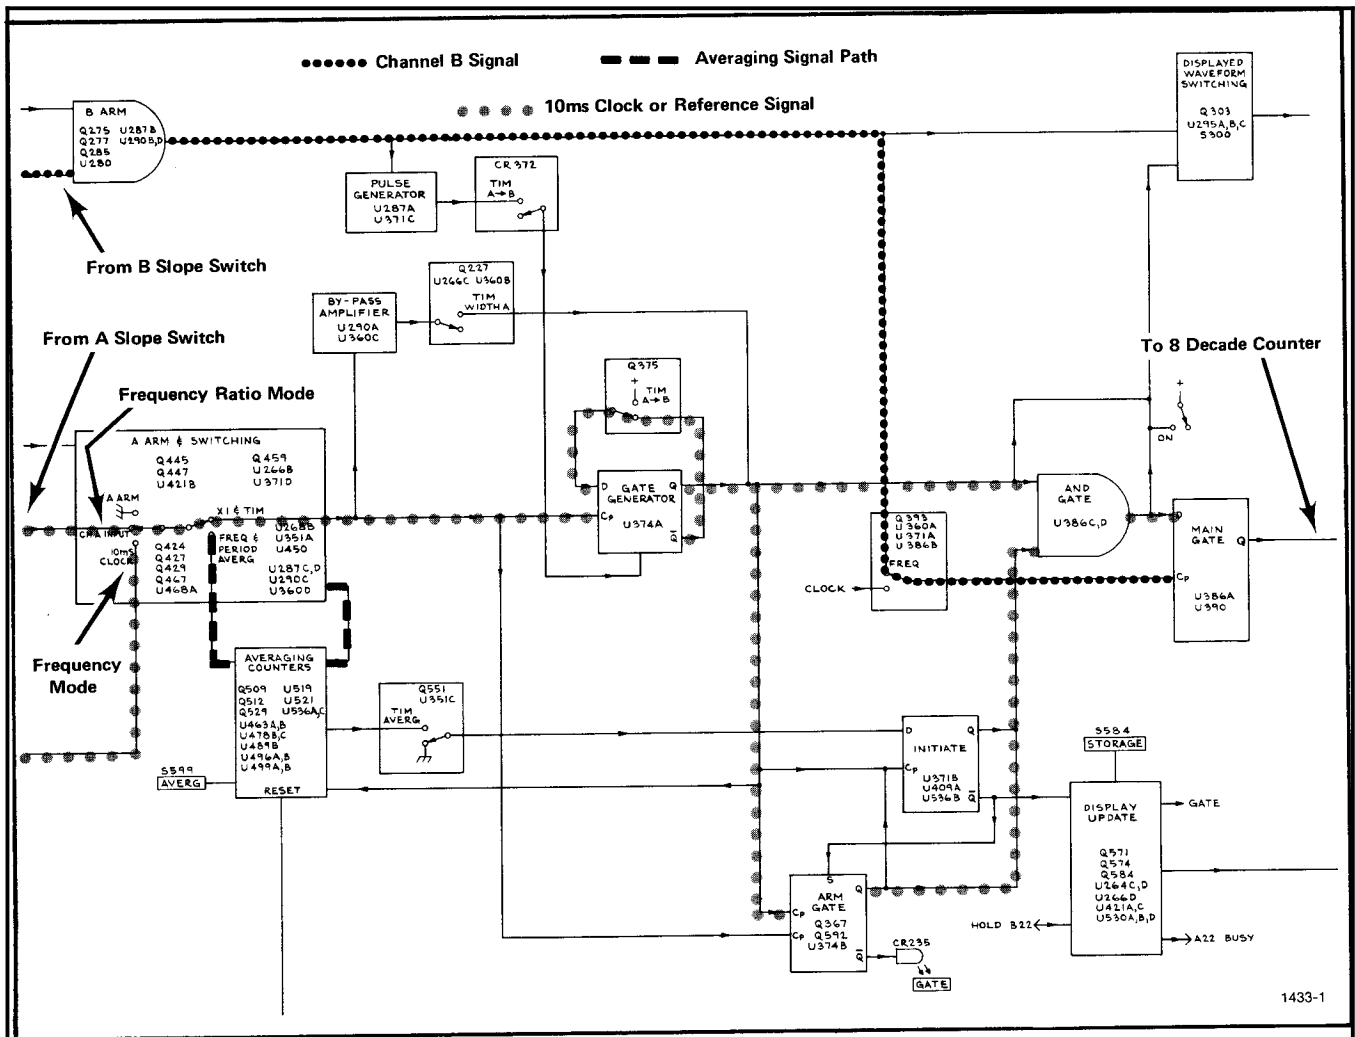 Channel B Signal
Averaging Signal Path
10ms Clock or Reference Signal
B ARM
Q275 U287B
Q277 U290B,D
Q285
U280
DISPLAYED
WAVEFORM
SWITCHING
Q303
U295A,B,C
S300
PULSE
GENERATOR
U287A
U371C
CR372
TIM
A→B
From B Slope Switch
BY-PASS
AMPLIFIER
U290A
U360C
Q227
U266C U360B
TIM
WIDTH A
From A Slope Switch
To 8 Decade Counter
Frequency Ratio Mode
Q375
+
TIM
A→B
+
ON
A ARM & SWITCHING
Q445 Q459
Q447 U266B
U421B U371D
A ARM
X1 & TIM
CH A INPUT
10ms
CLOCK
Q424
Q427
Q429
Q467
U468A
FREQ &
PERIOD
AVERG
U268B
U351A
U450
U287C,D
U290C
U360D
D GATE Q
GENERATOR
Cp
U374A
Q
AND
GATE
U386C,D
Q393
U360A
U371A
U386B
FREQ
CLOCK
D
MAIN
GATE
Q
Cp
U386A
U390
Frequency
Mode
AVERAGING
COUNTERS
Q509 U519
Q512 U521
Q529 U536A,C
U463A,B
U478B,C
U489B
U496A,B
U499A,B
RESET
S599
AVERG
Q551
U351C
TIM
AVERG
D Q
INITIATE
Cp
U371B
U409A
U536B
Q
S584
STORAGE
DISPLAY
UPDATE
Q571
Q574
Q584
U264C,D
U266D
U421A,C
U530A,B,D
GATE
HOLD B22
A22 BUSY
S
ARM
GATE
Q
Cp
Cp
Q367
Q592
U374B
Q
CR235
GATE
1433-1